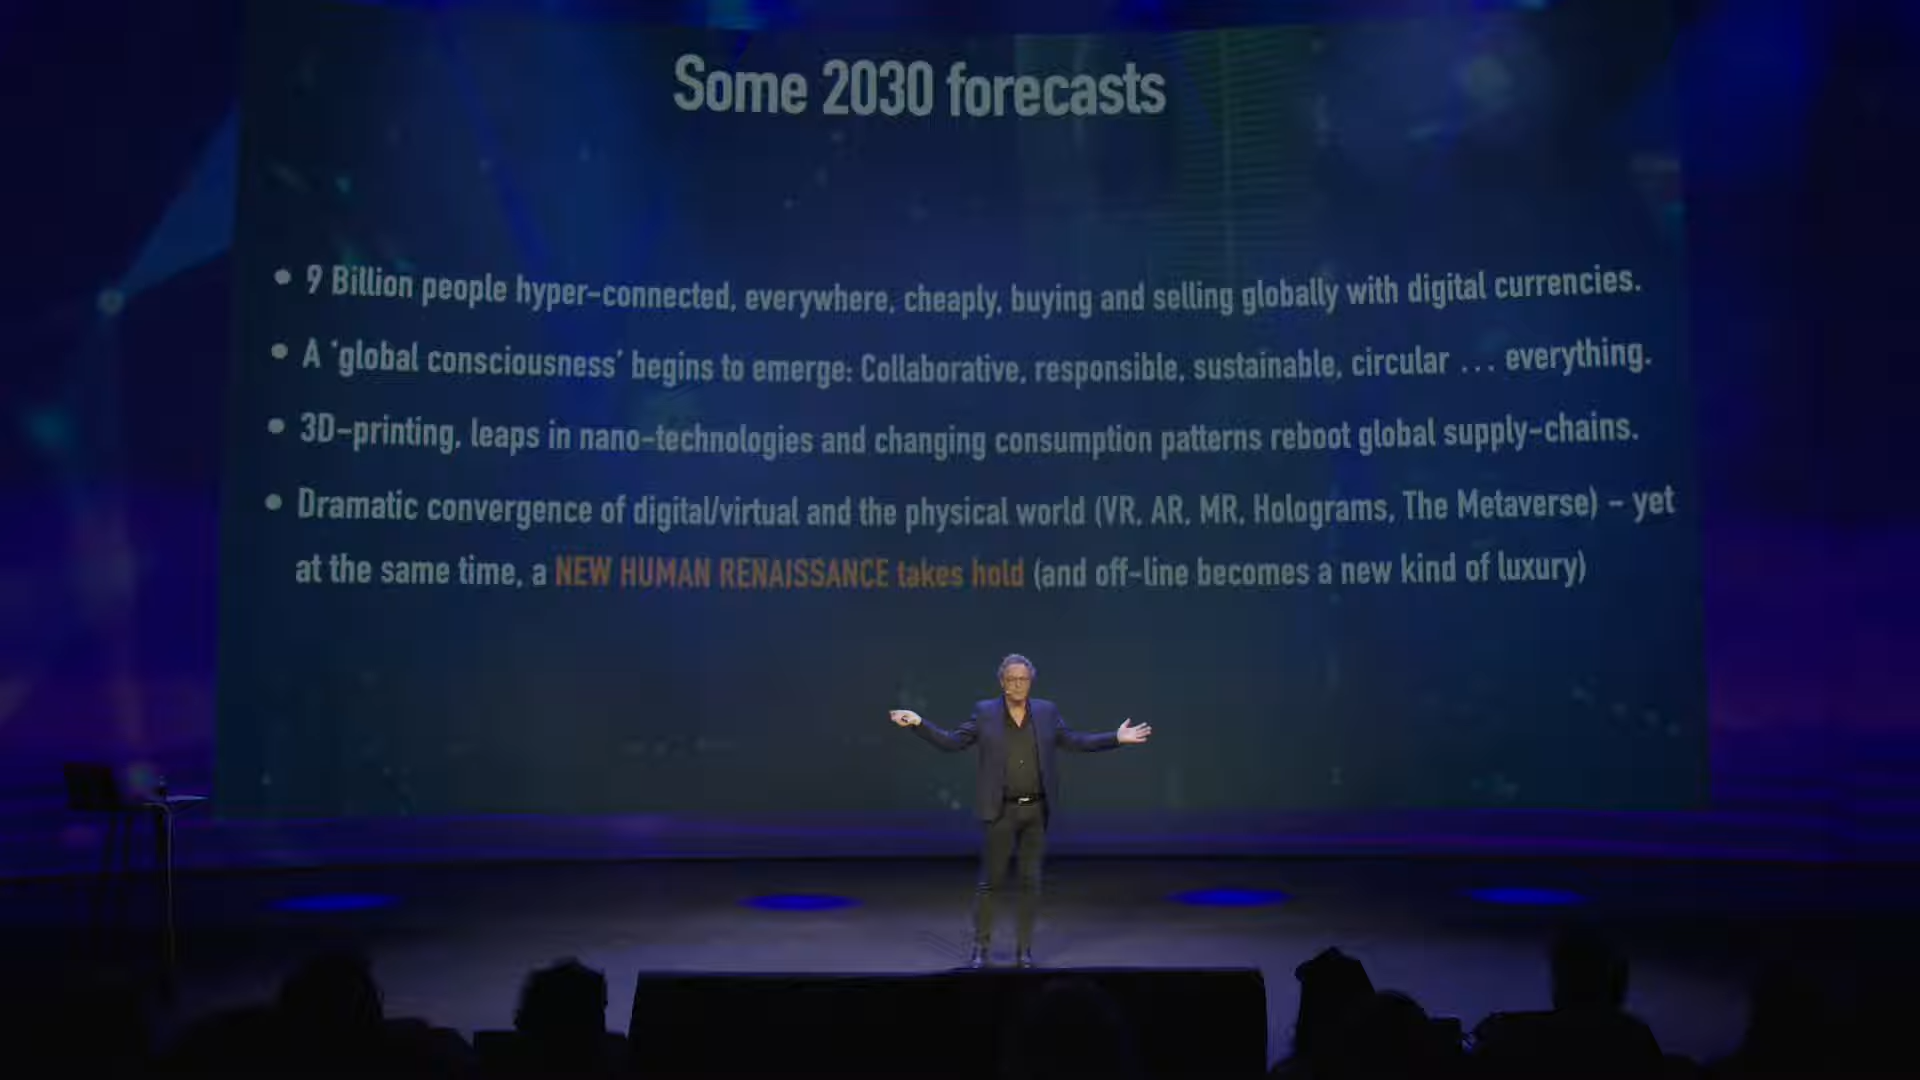 Some 2030 forecasts
• 9 Billion people hyper-connected, everywhere, cheaply, buying and selling globally with digital currencies.
• A ‘global consciousness’ begins to emerge: Collaborative, responsible, sustainable, circular … everything.
• 3D-printing, leaps in nano-technologies and changing consumption patterns reboot global supply-chains.
• Dramatic convergence of digital/virtual and the physical world (VR, AR, MR, Holograms, The Metaverse) – yet
at the same time, a NEW HUMAN RENAISSANCE takes hold (and off-line becomes a new kind of luxury)